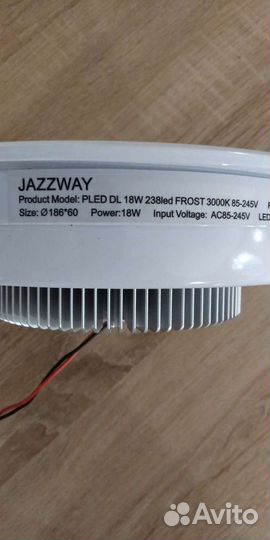 JAZZWAY
Product Model: PLED DL 18W 238led FROST 3000K 85-245V
Size: Ø186*60 Power:18W Input Voltage: AC85-245V LED
Avito